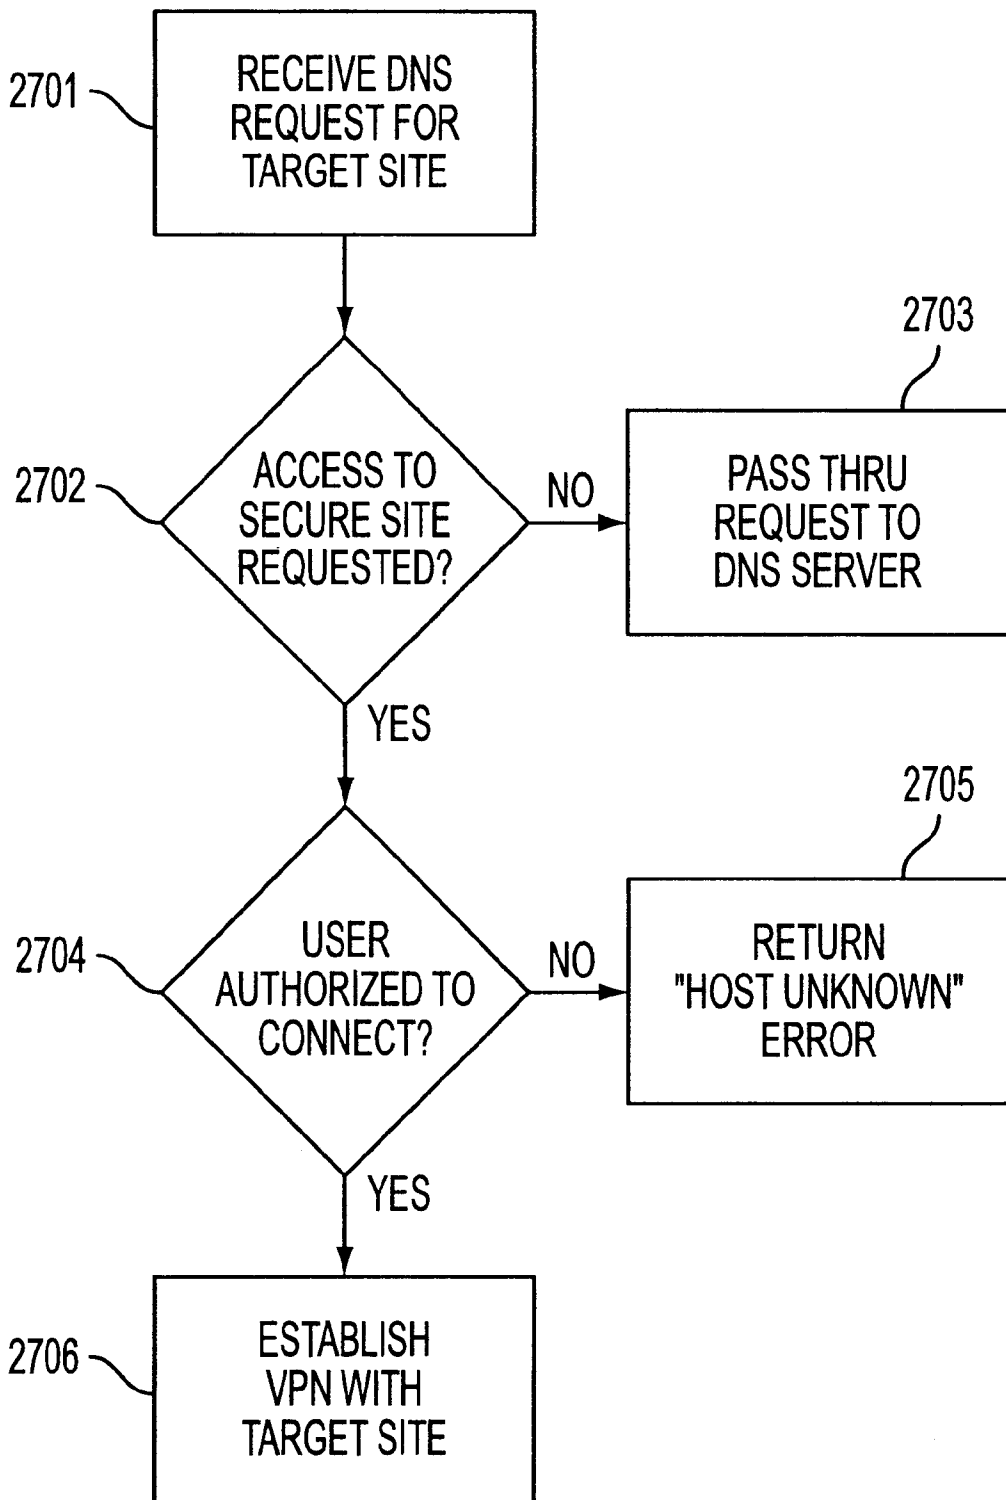 2701
RECEIVE DNS
REQUEST FOR
TARGET SITE
2702
ACCESS TO
SECURE SITE
REQUESTED?
NO
2703
PASS THRU
REQUEST TO
DNS SERVER
YES
2704
USER
AUTHORIZED TO
CONNECT?
NO
2705
RETURN
"HOST UNKNOWN"
ERROR
YES
2706
ESTABLISH
VPN WITH
TARGET SITE